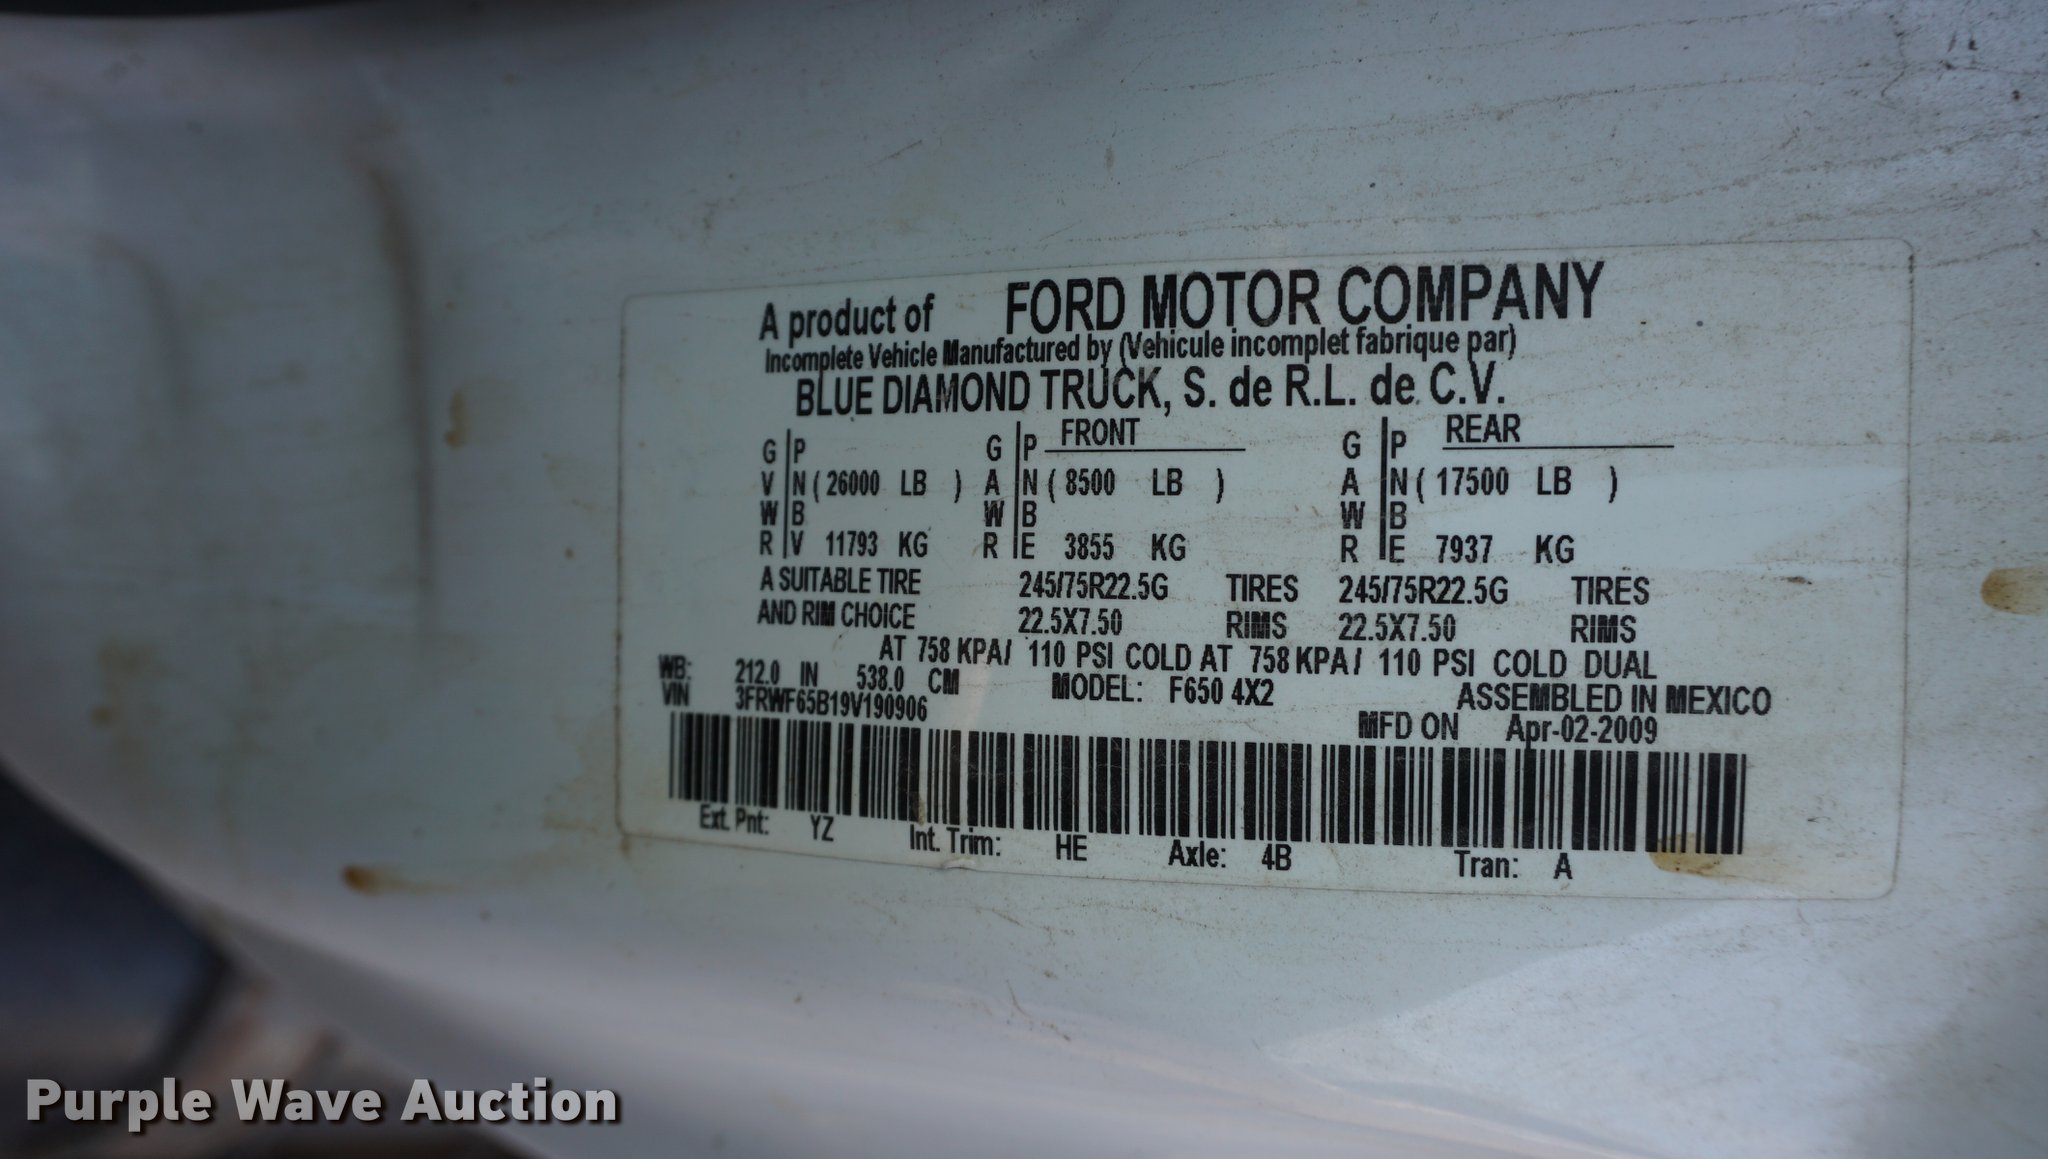 A product of FORD MOTOR COMPANY
Incomplete Vehicle Manufactured by (Vehicule incomplet fabrique par)
BLUE DIAMOND TRUCK, S. de R.L. de C.V.
G P G P FRONT G P REAR
V N ( 26000 LB ) A N ( 8500 LB ) A N ( 17500 LB )
W B W B W B
R V 11793 KG R E 3855 KG R E 7937 KG
A SUITABLE TIRE 245/75R22.5G TIRES 245/75R22.5G TIRES
AND RIM CHOICE 22.5X7.50 RIMS 22.5X7.50 RIMS
AT 758 KPA/ 110 PSI COLD AT 758 KPA/ 110 PSI COLD DUAL
WB: 212.0 IN 538.0 CM MODEL: F650 4X2 ASSEMBLED IN MEXICO
VIN 3FRWF65B19V190906 MFD ON Apr-02-2009
Ext. Pnt: YZ Int. Trim: HE Axle: 4B Tran: A
Purple Wave Auction